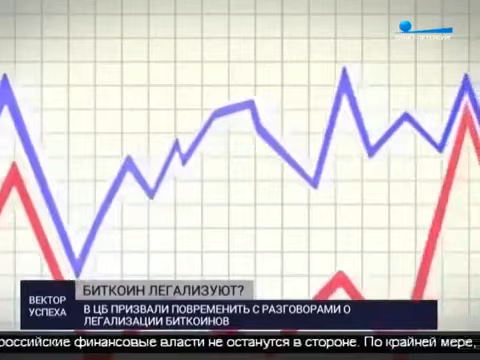 БИТКОИН ЛЕГАЛИЗУЮТ?
ВЕКТОР
УСПЕХА
В ЦБ ПРИЗВАЛИ ПОВРЕМЕНИТЬ С РАЗГОВОРАМИ О
ЛЕГАЛИЗАЦИИ БИТКОИНОВ
российские финансовые власти не останутся в стороне. По крайней мере,